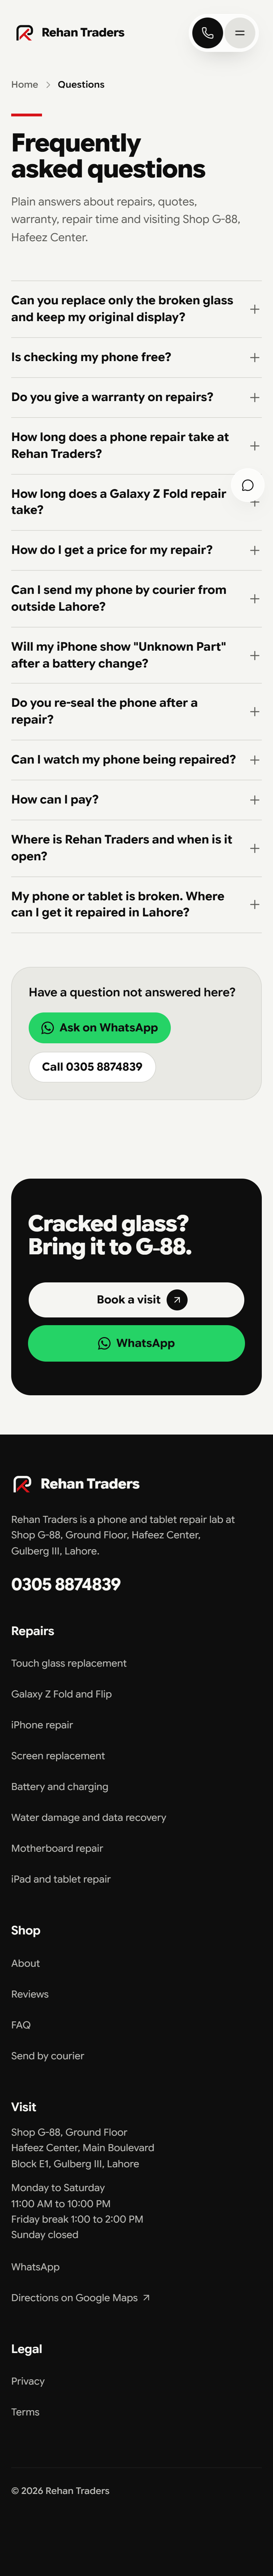 Rehan Traders
Home > Questions
Frequently
asked questions
Plain answers about repairs, quotes,
warranty, repair time and visiting Shop G-88,
Hafeez Center.
Can you replace only the broken glass
and keep my original display?
Is checking my phone free?
Do you give a warranty on repairs?
How long does a phone repair take at
Rehan Traders?
How long does a Galaxy Z Fold repair
take?
How do I get a price for my repair?
Can I send my phone by courier from
outside Lahore?
Will my iPhone show "Unknown Part"
after a battery change?
Do you re-seal the phone after a
repair?
Can I watch my phone being repaired?
How can I pay?
Where is Rehan Traders and when is it
open?
My phone or tablet is broken. Where
can I get it repaired in Lahore?
Have a question not answered here?
Ask on WhatsApp
Call 0305 8874839
Cracked glass?
Bring it to G-88.
Book a visit
WhatsApp
Rehan Traders
Rehan Traders is a phone and tablet repair lab at
Shop G-88, Ground Floor, Hafeez Center,
Gulberg III, Lahore.
0305 8874839
Repairs
Touch glass replacement
Galaxy Z Fold and Flip
iPhone repair
Screen replacement
Battery and charging
Water damage and data recovery
Motherboard repair
iPad and tablet repair
Shop
About
Reviews
FAQ
Send by courier
Visit
Shop G-88, Ground Floor
Hafeez Center, Main Boulevard
Block E1, Gulberg III, Lahore
Monday to Saturday
11:00 AM to 10:00 PM
Friday break 1:00 to 2:00 PM
Sunday closed
WhatsApp
Directions on Google Maps
Legal
Privacy
Terms
© 2026 Rehan Traders